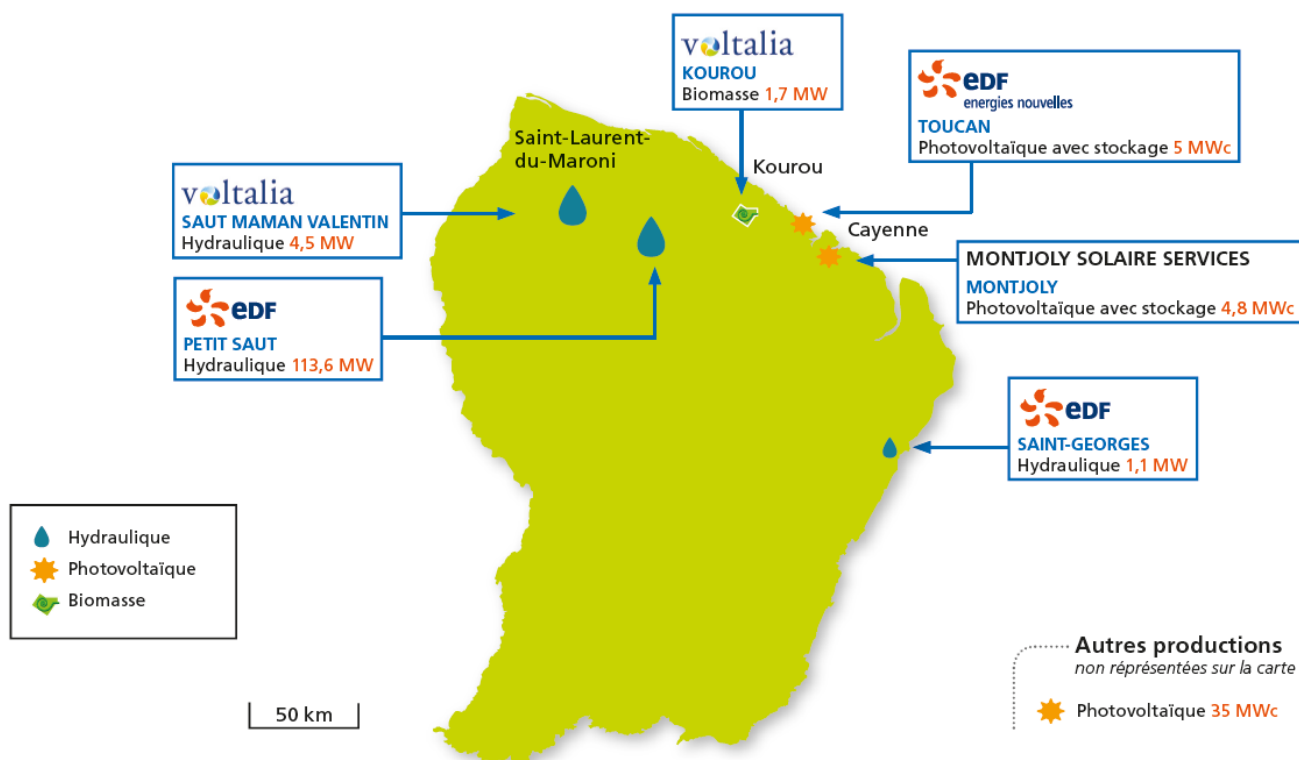 voltalia
KOUROU
Biomasse 1,7 MW
eDF
energies nouvelles
TOUCAN
Photovoltaïque avec stockage 5 MWc
Saint-Laurent-
du-Maroni
Kourou
voltalia
SAUT MAMAN VALENTIN
Hydraulique 4,5 MW
Cayenne
MONTJOLY SOLAIRE SERVICES
MONTJOLY
Photovoltaïque avec stockage 4,8 MWc
eDF
PETIT SAUT
Hydraulique 113,6 MW
eDF
SAINT-GEORGES
Hydraulique 1,1 MW
Hydraulique
Photovoltaïque
Biomasse
50 km
Autres productions
non réprésentées sur la carte
Photovoltaïque 35 MWc